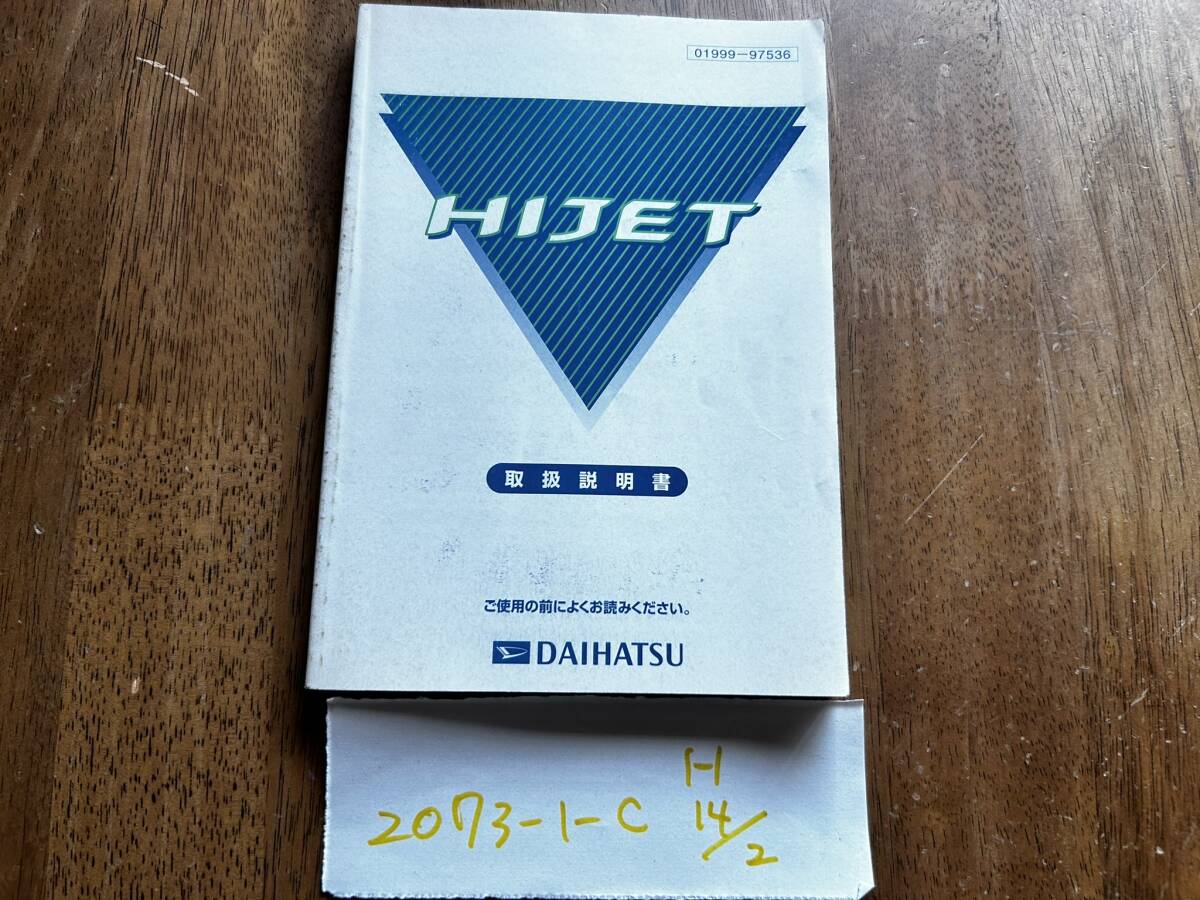 01999-97536
HIJET
取扱説明書
ご使用の前によくお読みください。
DAIHATSU
H
2073-1-C 14/2